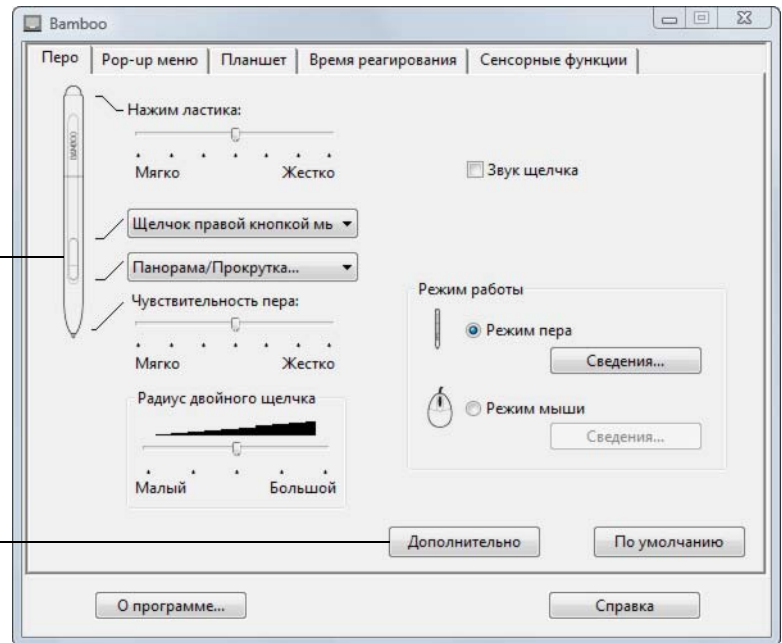 Bamboo
Перо Pop-up меню Планшет Время реагирования Сенсорные функции
Нажим ластика:
BAMBOO
Мягко Жестко
Звук щелчка
Щелчок правой кнопкой мь
Панорама/Прокрутка...
Чувствительность пера:
Мягко Жестко
Радиус двойного щелчка
Малый Большой
Режим работы
Режим пера
Сведения...
Режим мыши
Сведения...
Дополнительно По умолчанию
О программе... Справка